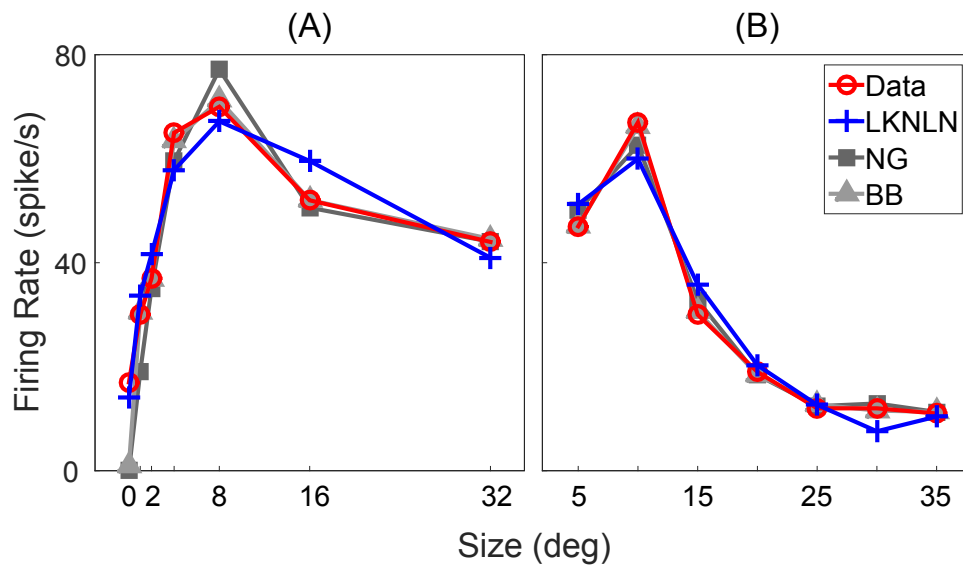 (A) (B)
80
Data
LKNLN
NG
BB
40
Firing Rate (spike/s)
0
0 2 8 16 32 5 15 25 35
Size (deg)